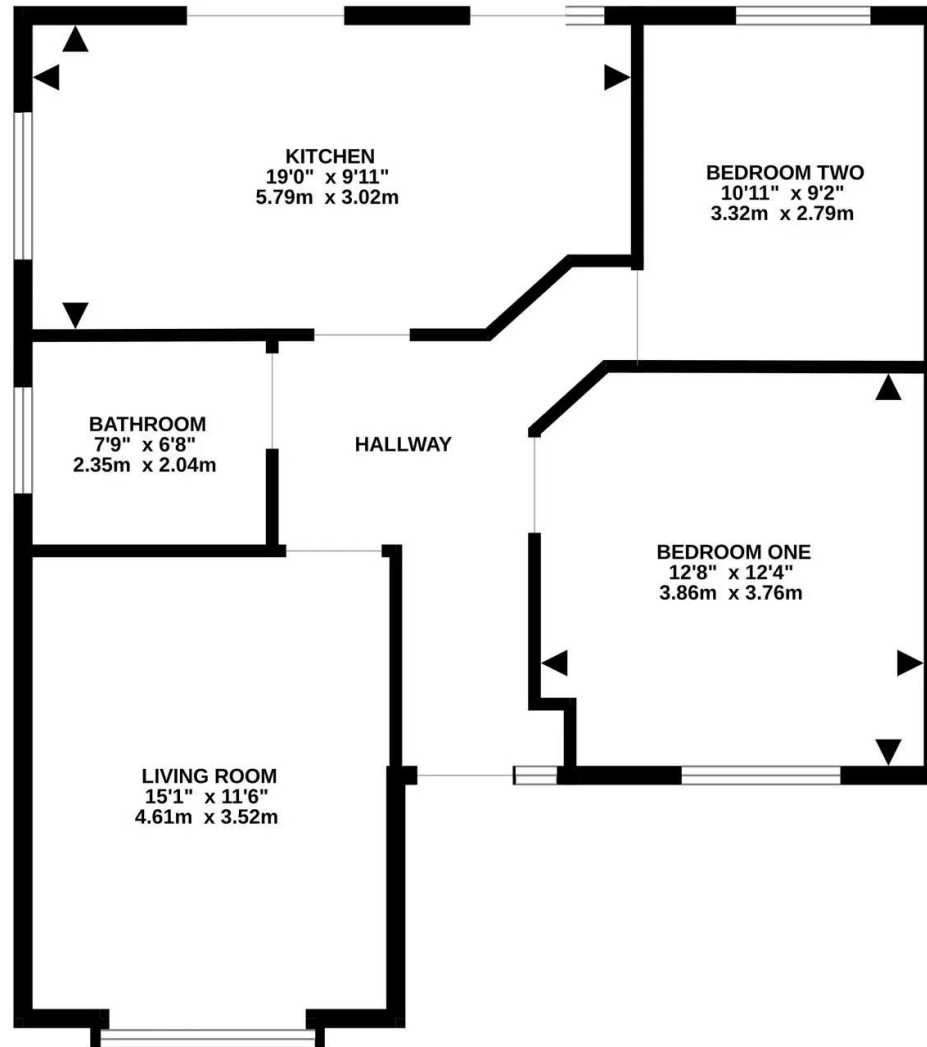 KITCHEN
19'0" x 9'11"
5.79m x 3.02m
BEDROOM TWO
10'11" x 9'2"
3.32m x 2.79m
BATHROOM
7'9" x 6'8"
2.35m x 2.04m
HALLWAY
BEDROOM ONE
12'8" x 12'4"
3.86m x 3.76m
LIVING ROOM
15'1" x 11'6"
4.61m x 3.52m